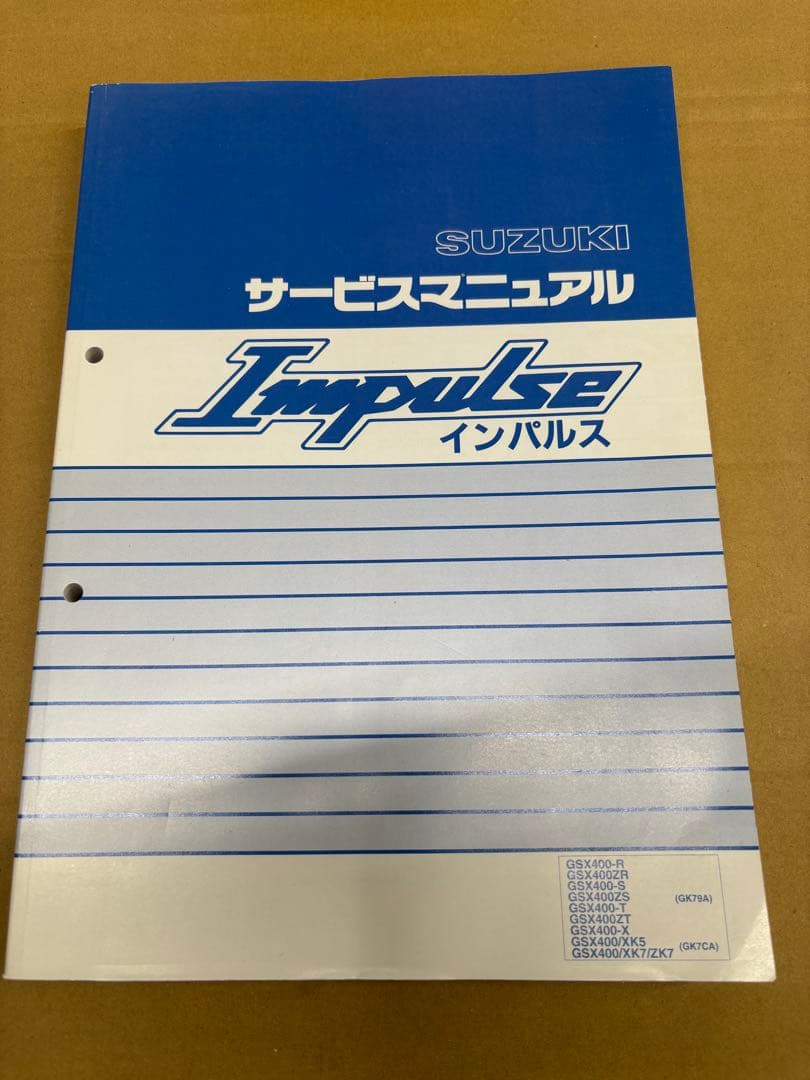 SUZUKI
サービスマニュアル
Impulse
インパルス
GSX400-R
GSX400ZR
GSX400-S
GSX400ZS (GK79A)
GSX400-T
GSX400ZT
GSX400-X
GSX400/XK5 (GK7CA)
GSX400/XK7/ZK7